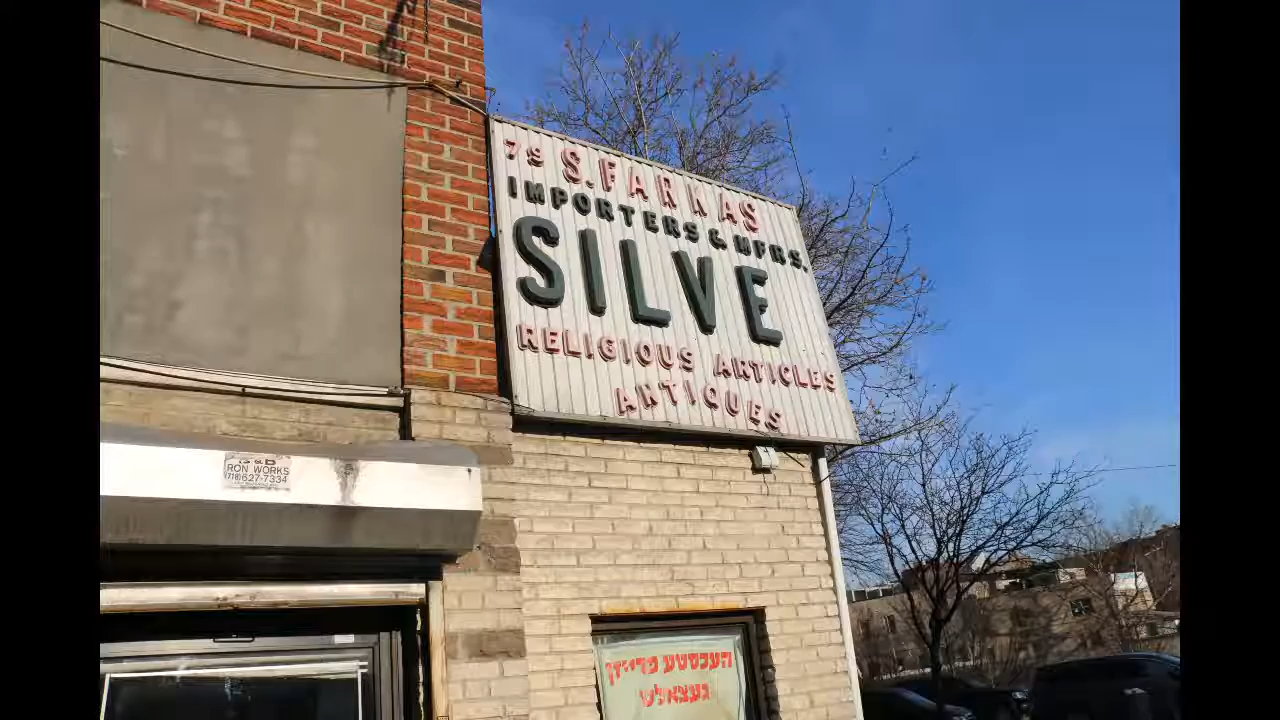 79 S. FARKAS
IMPORTERS & MFRS.
SILVE
RELIGIOUS ARTICLES
ANTIQUES
RON WORKS
(718)627-7334
העכסטע פרייזן
געצאלט